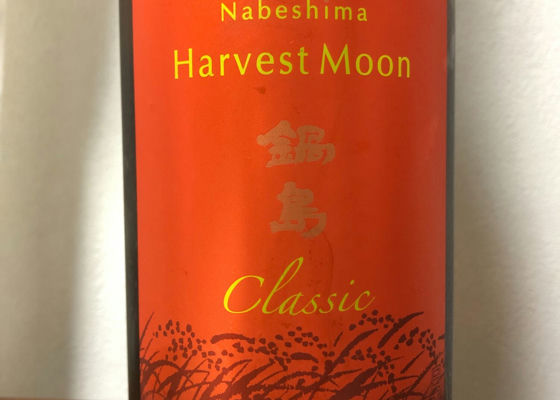 Nabeshima
Harvest Moon
鍋
島
Classic